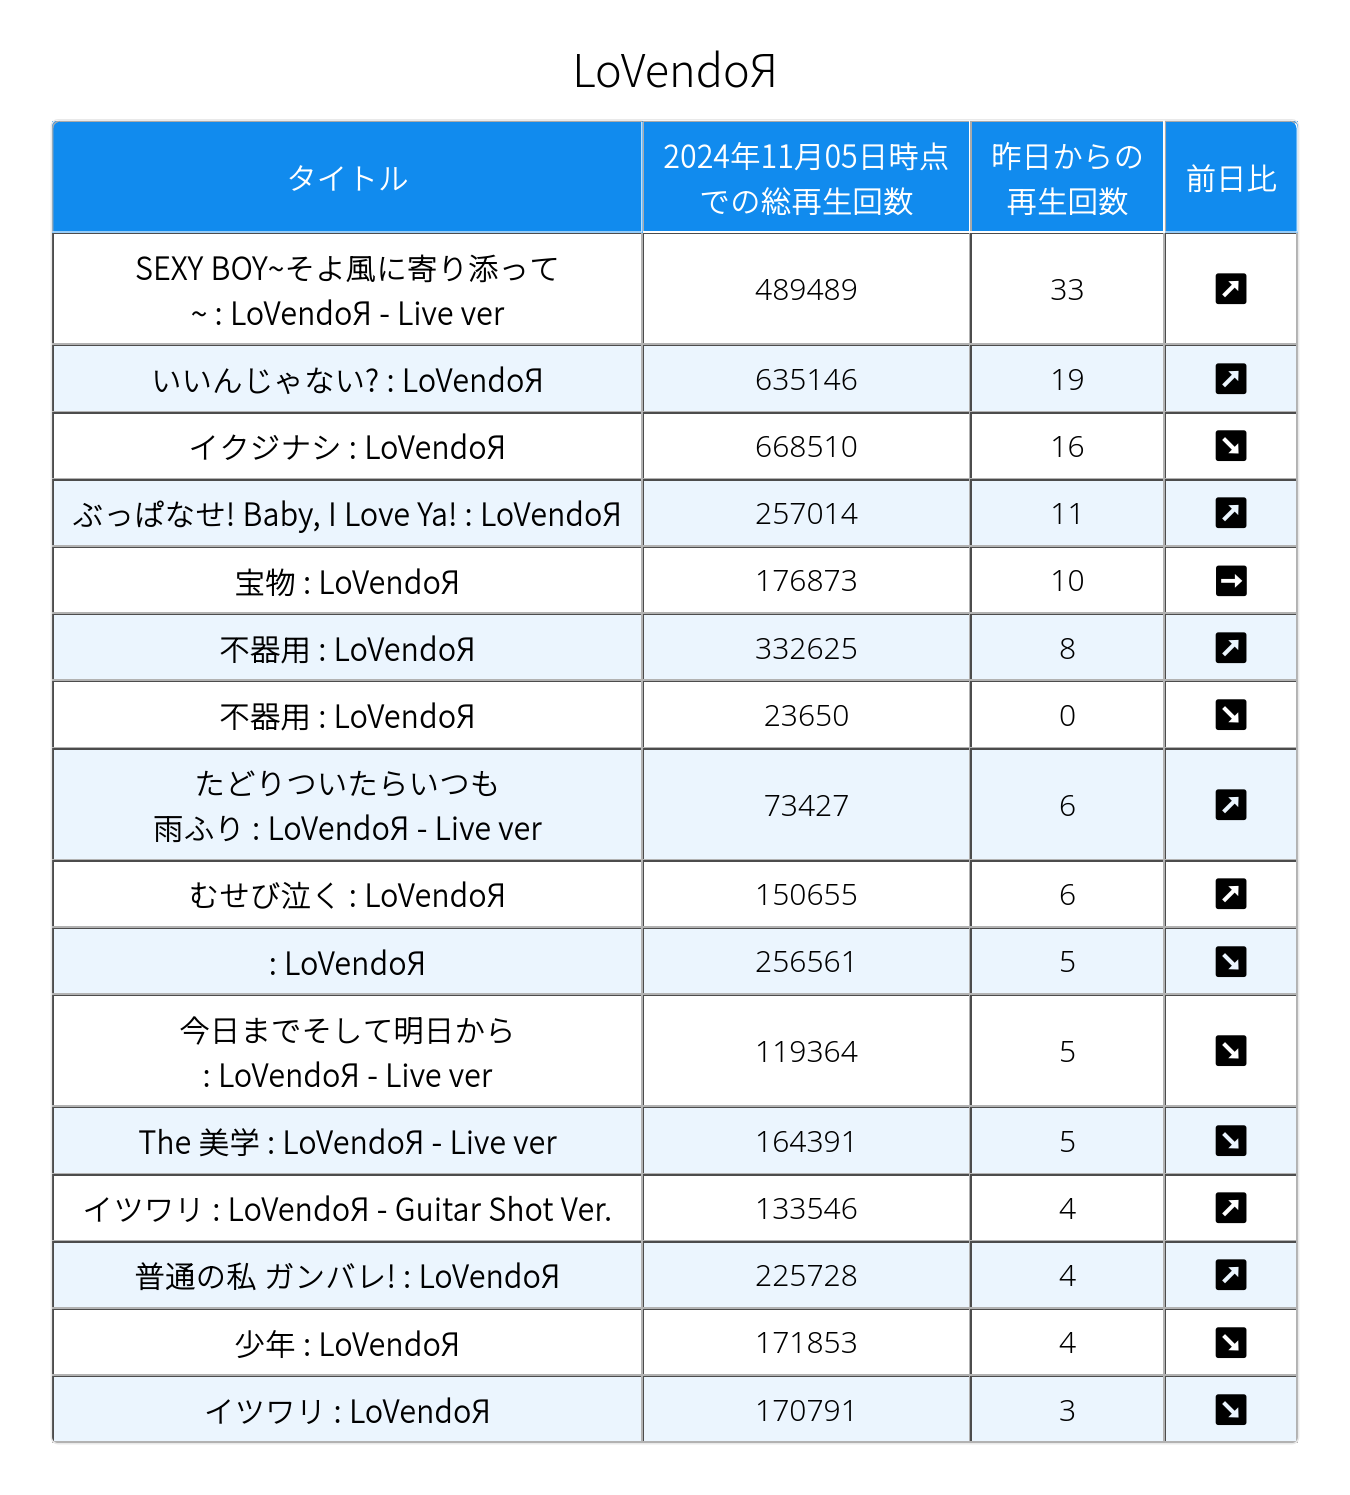 LoVendoЯ
タイトル
2024年11月05日時点
での総再生回数
昨日からの
再生回数
前日比
SEXY BOY~そよ風に寄り添って
~ : LoVendoЯ - Live ver
489489
33
いいんじゃない? : LoVendoЯ
635146
19
イクジナシ : LoVendoЯ
668510
16
ぶっぱなせ! Baby, I Love Ya! : LoVendoЯ
257014
11
宝物 : LoVendoЯ
176873
10
不器用 : LoVendoЯ
332625
8
不器用 : LoVendoЯ
23650
0
たどりついたらいつも
雨ふり : LoVendoЯ - Live ver
73427
6
むせび泣く : LoVendoЯ
150655
6
: LoVendoЯ
256561
5
今日までそして明日から
: LoVendoЯ - Live ver
119364
5
The 美学 : LoVendoЯ - Live ver
164391
5
イツワリ : LoVendoЯ - Guitar Shot Ver.
133546
4
普通の私 ガンバレ! : LoVendoЯ
225728
4
少年 : LoVendoЯ
171853
4
イツワリ : LoVendoЯ
170791
3